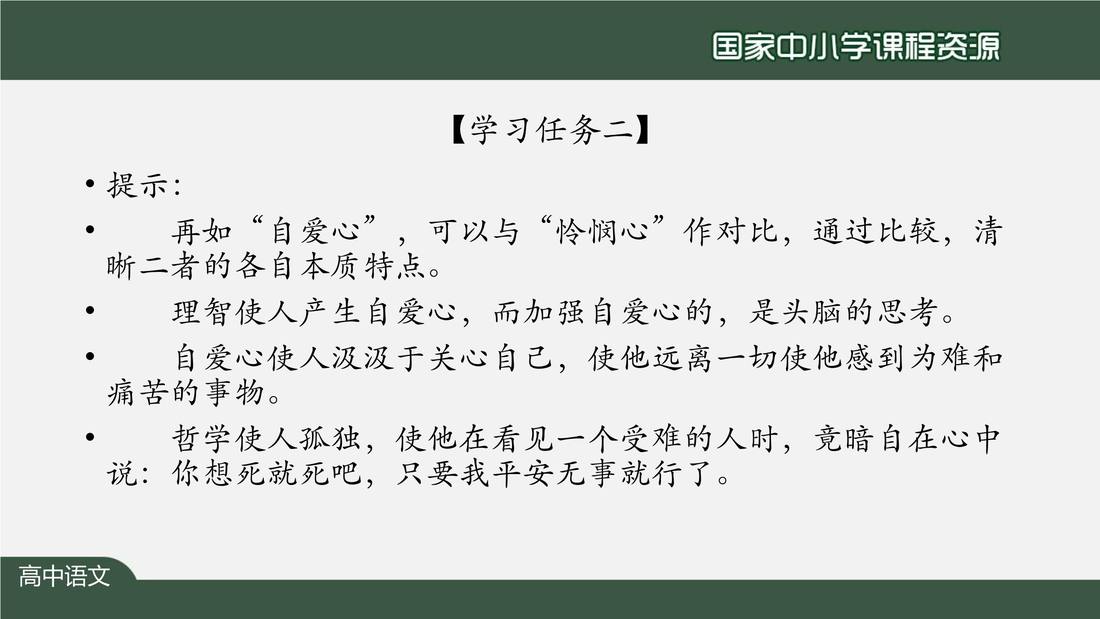 国家中小学课程资源
【学习任务二】
• 提示：
• 再如“自爱心”，可以与“怜悯心”作对比，通过比较，清
晰二者的各自本质特点。
• 理智使人产生自爱心，而加强自爱心的，是头脑的思考。
• 自爱心使人汲汲于关心自己，使他远离一切使他感到为难和
痛苦的事物。
• 哲学使人孤独，使他在看见一个受难的人时，竟暗自在心中
说：你想死就死吧，只要我平安无事就行了。
高中语文